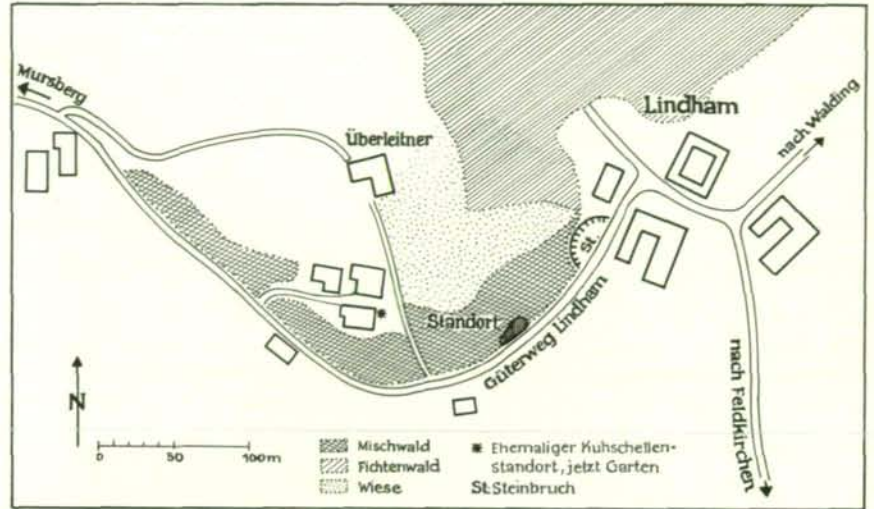 Mursberg
Überleitner
Lindham
nach Walding
St.
Standort
Güterweg Lindham
nach Feldkirchen
N
0 50 100m
Mischwald
Fichtenwald
Wiese
Ehemaliger Kuhschellen-
standort, jetzt Garten
St: Steinbruch